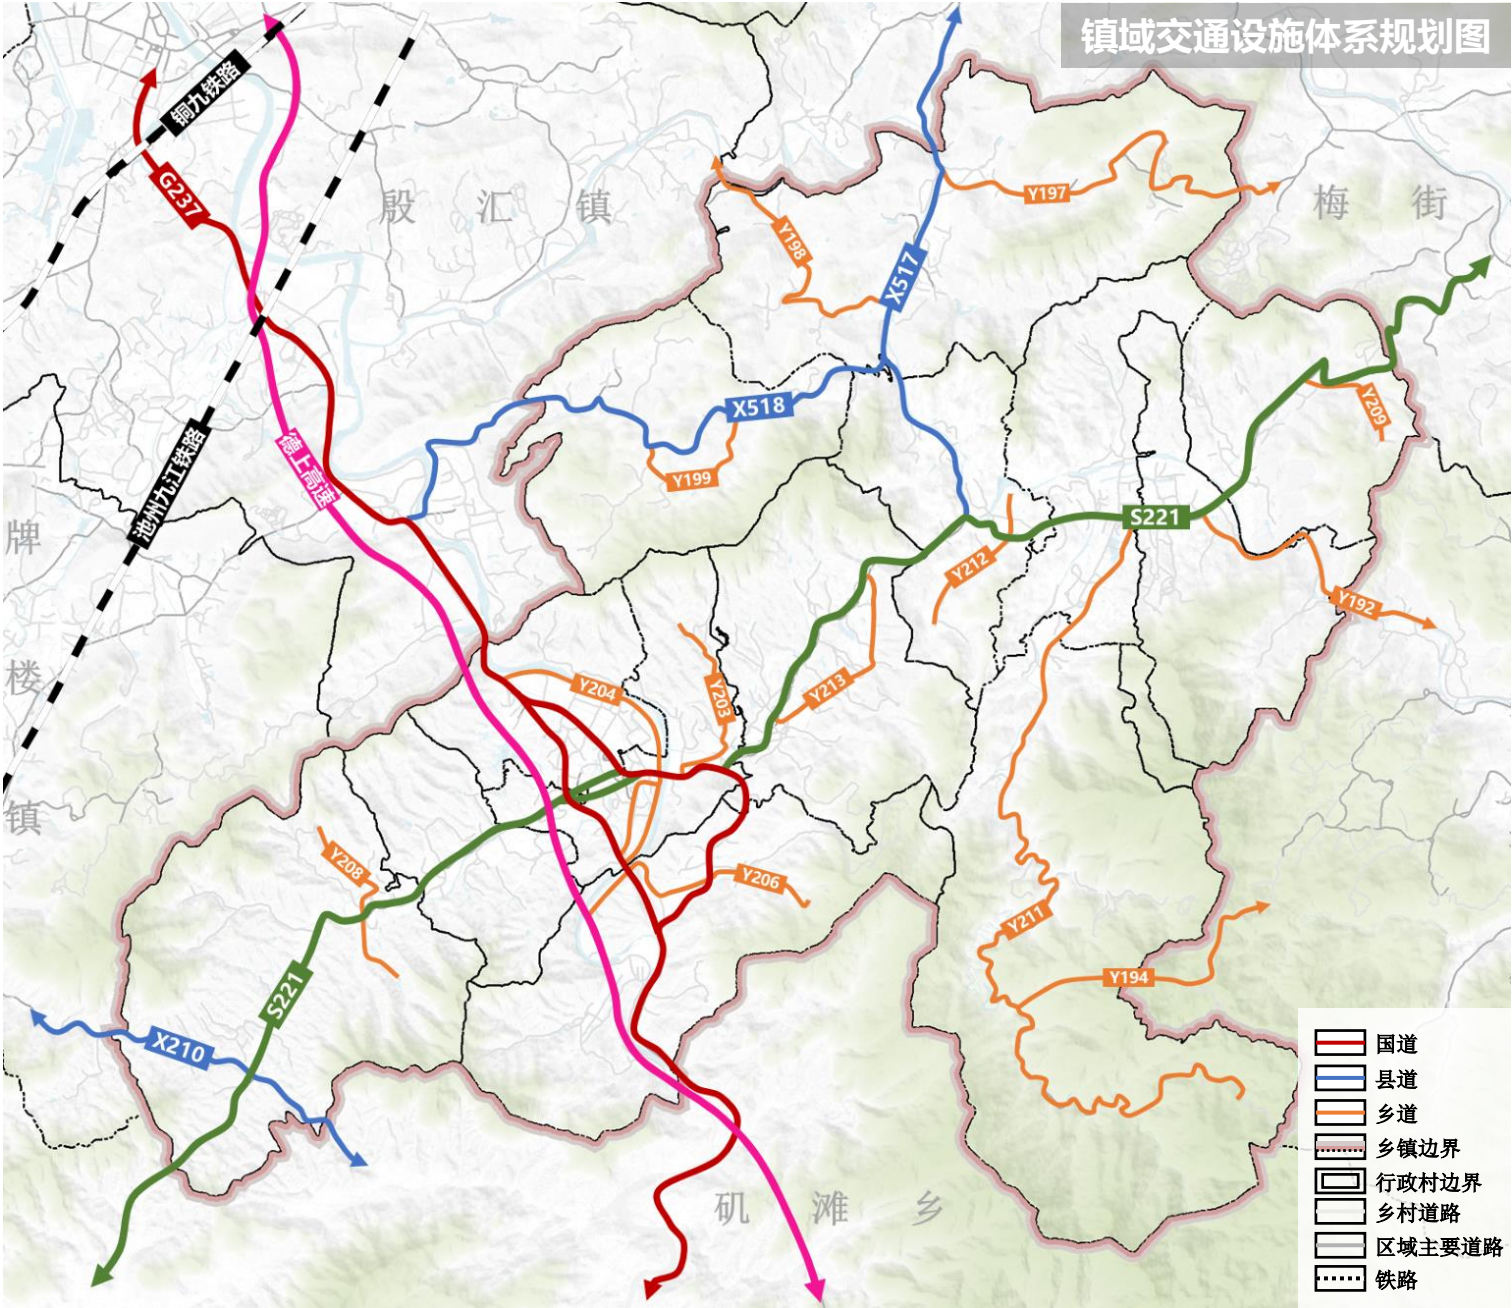 镇域交通设施体系规划图
铜九铁路
G237
殷汇镇
Y197
梅街
Y198
X517
X518
Y209
德上高速
池州九江铁路
Y199
牌楼镇
S221
Y212
Y192
Y204
Y203
Y213
Y208
Y206
Y211
Y194
S221
X210
矶滩乡
国道
县道
乡道
乡镇边界
行政村边界
乡村道路
区域主要道路
铁路